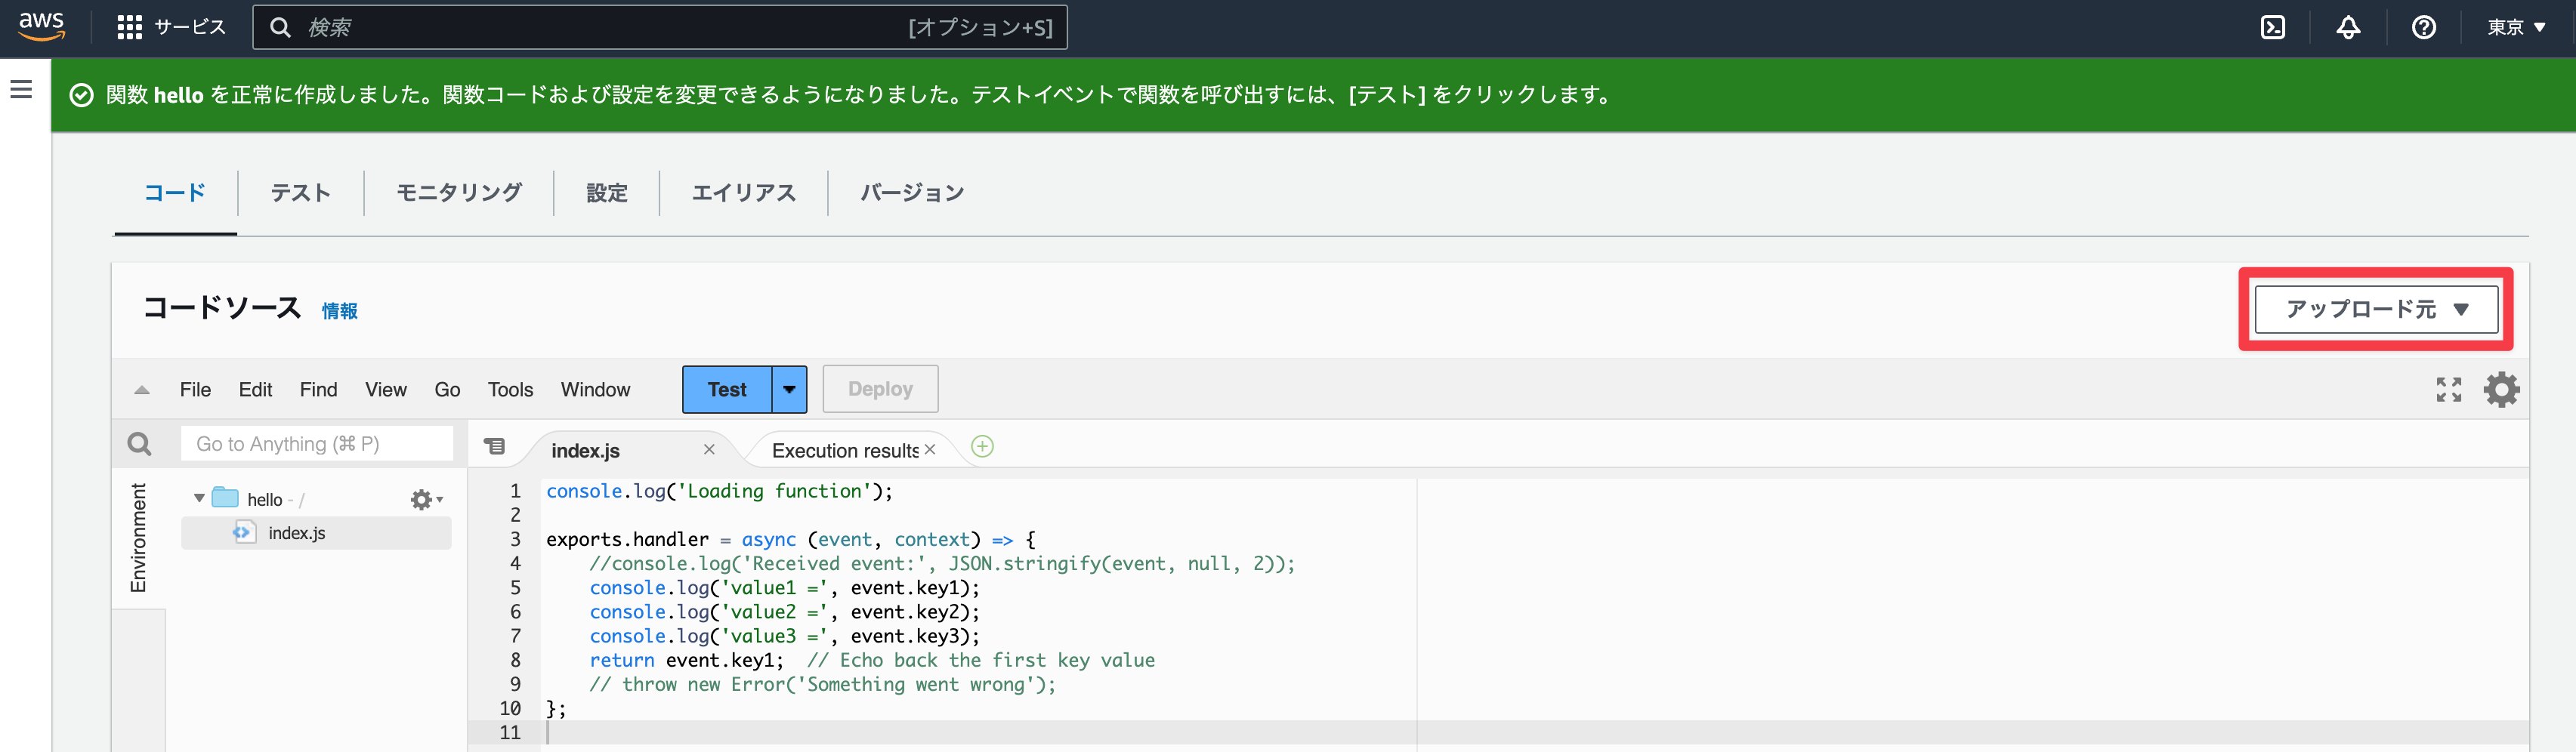 aws サービス 検索 [オプション+S] 東京 ▼
関数 hello を正常に作成しました。関数コードおよび設定を変更できるようになりました。テストイベントで関数を呼び出すには、[テスト] をクリックします。
コード テスト モニタリング 設定 エイリアス バージョン
コードソース 情報 アップロード元 ▼
File Edit Find View Go Tools Window Test Deploy
Go to Anything (⌘ P) index.js Execution results
Environment
hello - /
index.js
1 console.log('Loading function');
2
3 exports.handler = async (event, context) => {
4     //console.log('Received event:', JSON.stringify(event, null, 2));
5     console.log('value1 =', event.key1);
6     console.log('value2 =', event.key2);
7     console.log('value3 =', event.key3);
8     return event.key1;  // Echo back the first key value
9     // throw new Error('Something went wrong');
10 };
11